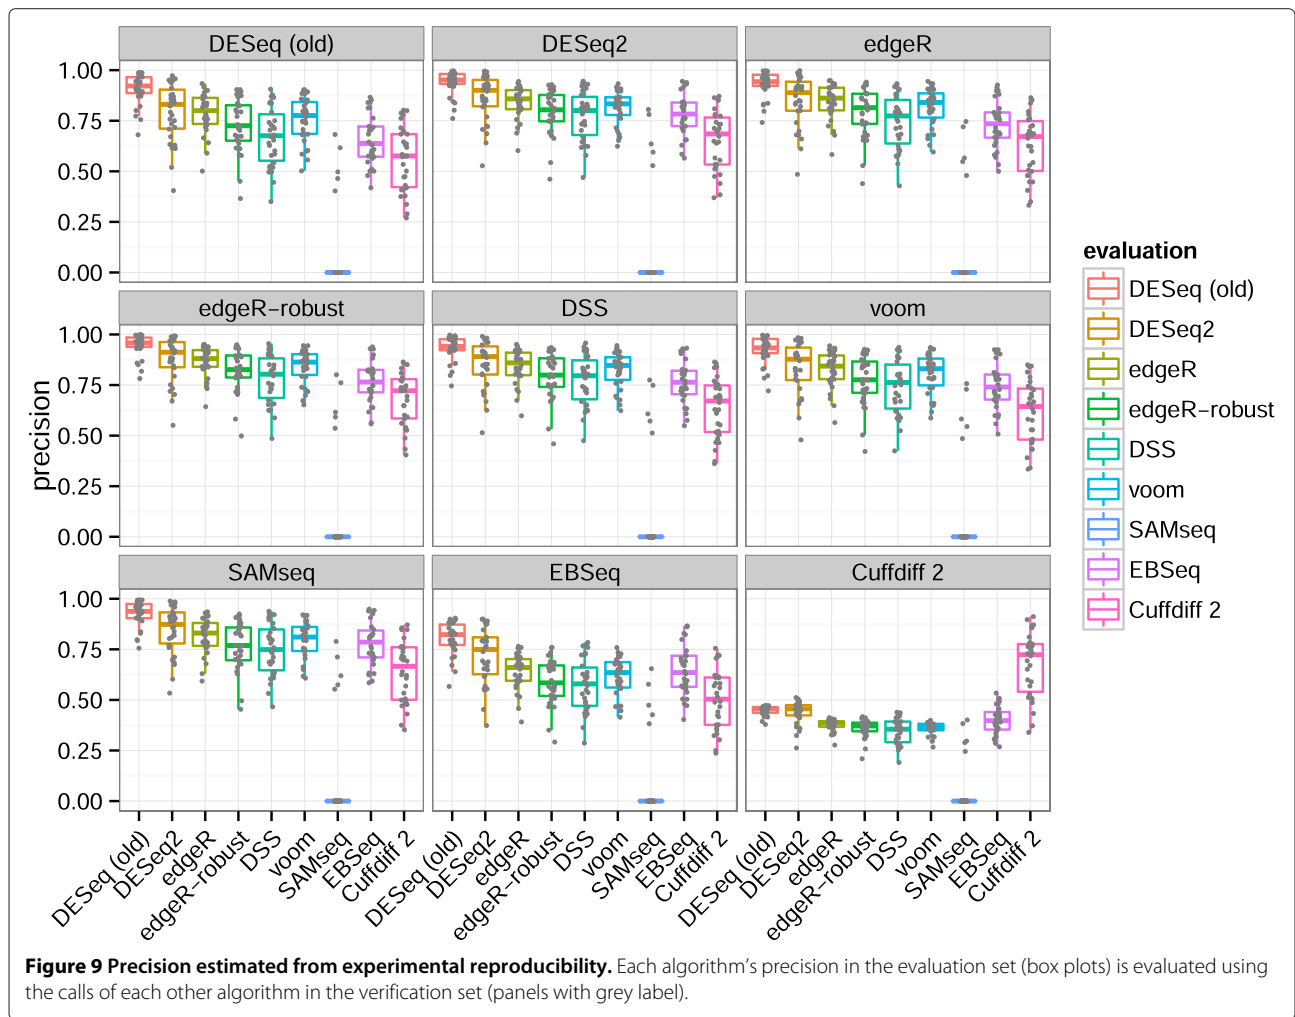 DESeq (old) DESeq2 edgeR
1.00
0.75
0.50
0.25
0.00
edgeR−robust DSS voom
1.00
0.75
0.50
0.25
0.00
precision
SAMseq EBSeq Cuffdiff 2
1.00
0.75
0.50
0.25
0.00
DESeq (old) DESeq2 edgeR edgeR−robust DSS voom SAMseq EBSeq Cuffdiff 2
DESeq (old) DESeq2 edgeR edgeR−robust DSS voom SAMseq EBSeq Cuffdiff 2
DESeq (old) DESeq2 edgeR edgeR−robust DSS voom SAMseq EBSeq Cuffdiff 2
evaluation
DESeq (old)
DESeq2
edgeR
edgeR−robust
DSS
voom
SAMseq
EBSeq
Cuffdiff 2
Figure 9 Precision estimated from experimental reproducibility. Each algorithm's precision in the evaluation set (box plots) is evaluated using
the calls of each other algorithm in the verification set (panels with grey label).